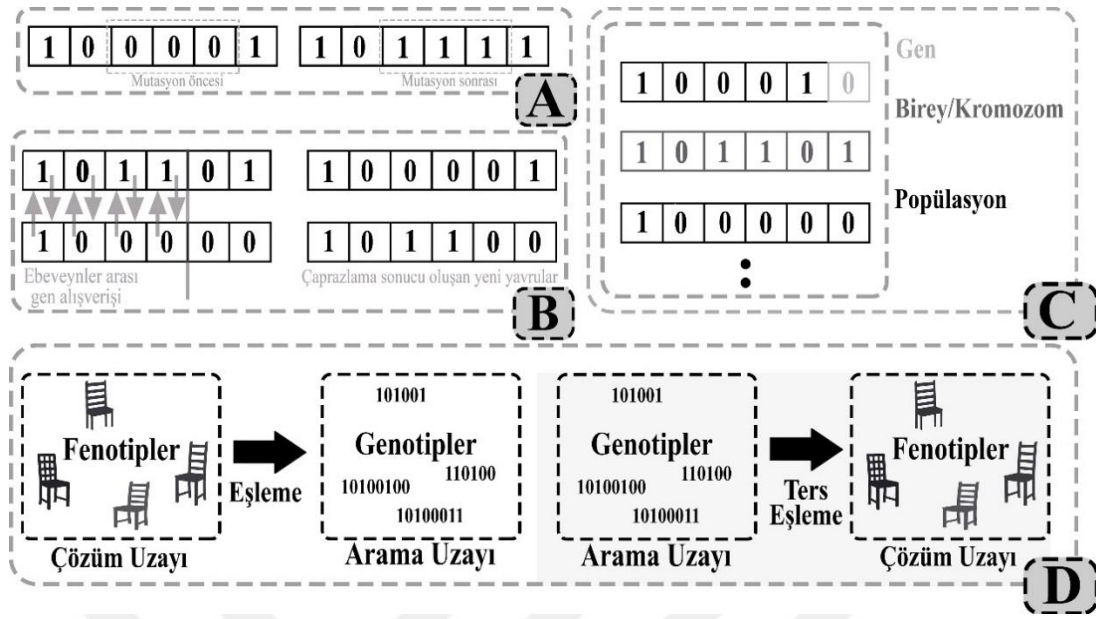 1 0 0 0 0 1
1 0 1 1 1 1
Mutasyon öncesi
Mutasyon sonrası
A
1 0 1 1 0 1
1 0 0 0 0 1
1 0 0 0 0 0
1 0 1 1 0 0
Ebeveynler arası
gen alışverişi
Çaprazlama sonucu oluşan yeni yavrular
B
Gen
1 0 0 0 1 0
Birey/Kromozom
1 0 1 1 0 1
Popülasyon
1 0 0 0 0 0
C
Fenotipler
Çözüm Uzayı
Eşleme
101001
Genotipler
110100
10100100
10100011
Arama Uzayı
101001
Genotipler
110100
10100100
10100011
Arama Uzayı
Ters
Eşleme
Fenotipler
Çözüm Uzayı
D